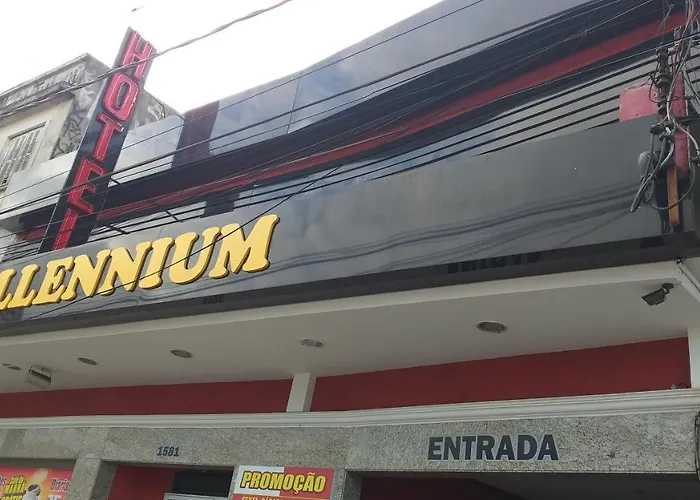 HOTEL
LLENNIUM
1581
ENTRADA
PROMOÇÃO